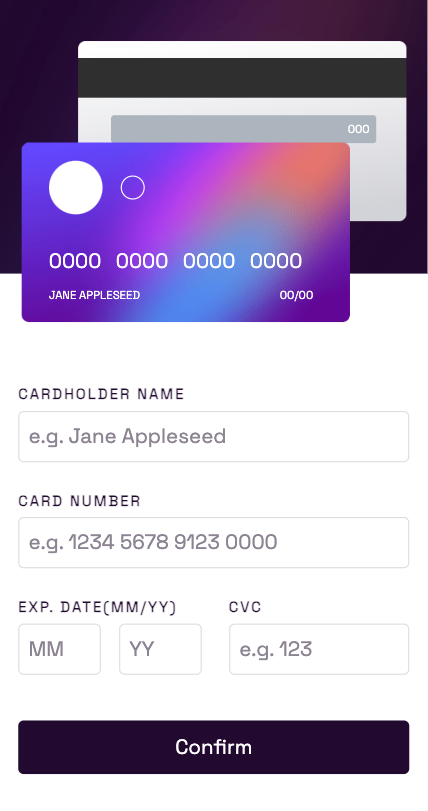 000
0000 0000 0000 0000
JANE APPLESEED 00/00
CARDHOLDER NAME
e.g. Jane Appleseed
CARD NUMBER
e.g. 1234 5678 9123 0000
EXP. DATE(MM/YY) CVC
MM YY e.g. 123
Confirm